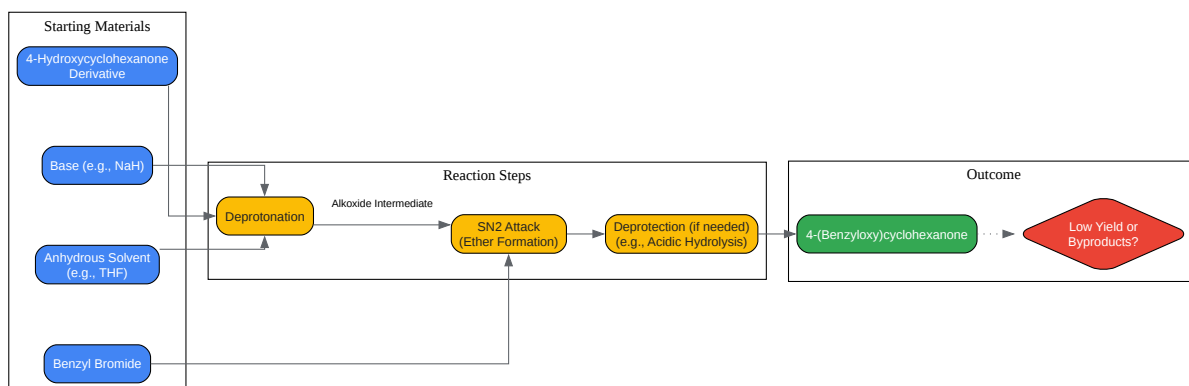 Starting Materials
4-Hydroxycyclohexanone
Derivative
Base (e.g., NaH)
Anhydrous Solvent
(e.g., THF)
Benzyl Bromide
Reaction Steps
Deprotonation
Alkoxide Intermediate
SN2 Attack
(Ether Formation)
Deprotection (if needed)
(e.g., Acidic Hydrolysis)
Outcome
4-(Benzyloxy)cyclohexanone
Low Yield or
Byproducts?